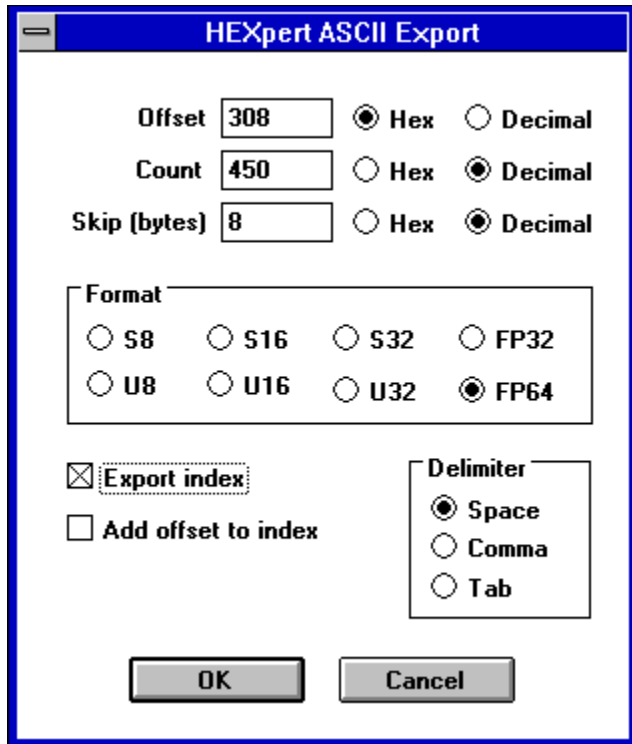 HEXpert ASCII Export
Offset 308 Hex Decimal
Count 450 Hex Decimal
Skip (bytes) 8 Hex Decimal
Format
S8 S16 S32 FP32
U8 U16 U32 FP64
Export index
Add offset to index
Delimiter
Space
Comma
Tab
OK Cancel